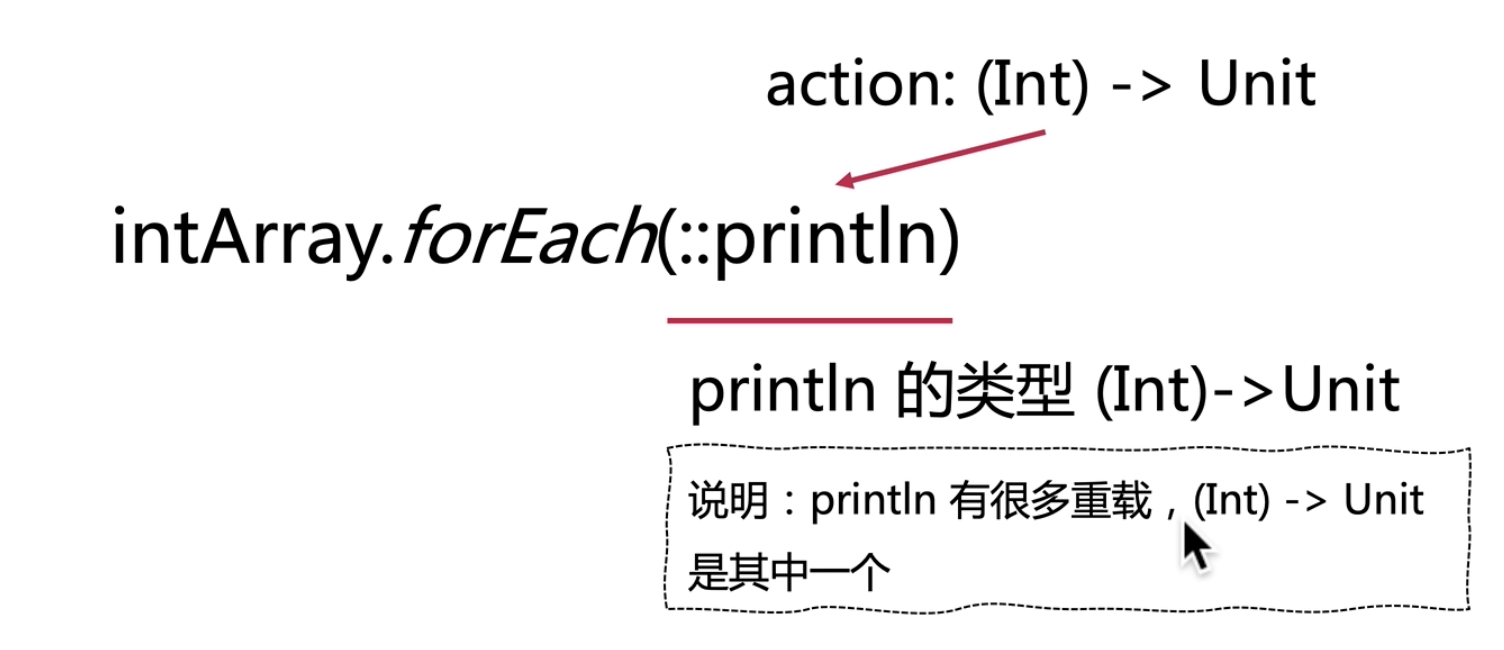 action: (Int) -> Unit
intArray.forEach(::println)
println 的类型 (Int)->Unit
说明：println 有很多重载，(Int) -> Unit
是其中一个